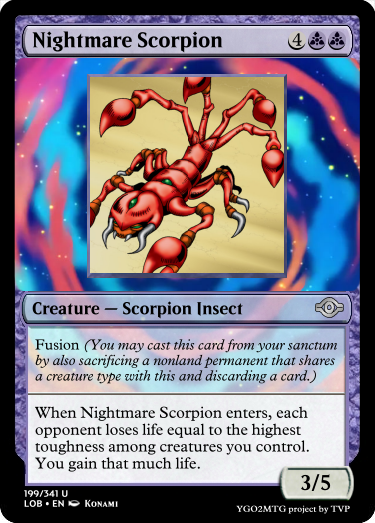 Nightmare Scorpion 4
Creature — Scorpion Insect
Fusion (You may cast this card from your sanctum
by also sacrificing a nonland permanent that shares
a creature type with this and discarding a card.)
When Nightmare Scorpion enters, each
opponent loses life equal to the highest
toughness among creatures you control.
You gain that much life.
3/5
199/341 U
LOB • EN Konami
YGO2MTG project by TVP